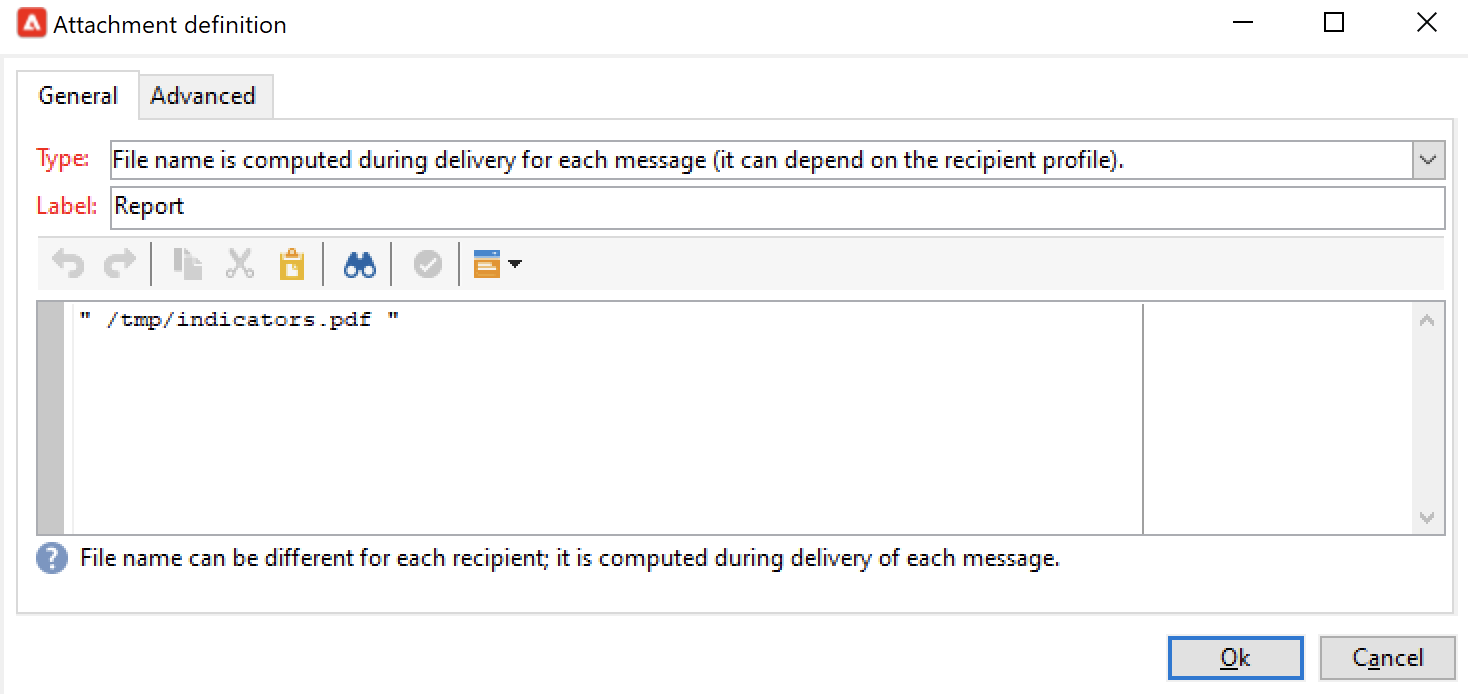 Attachment definition
General Advanced
Type: File name is computed during delivery for each message (it can depend on the recipient profile).
Label: Report
" /tmp/indicators.pdf "
? File name can be different for each recipient; it is computed during delivery of each message.
Ok Cancel